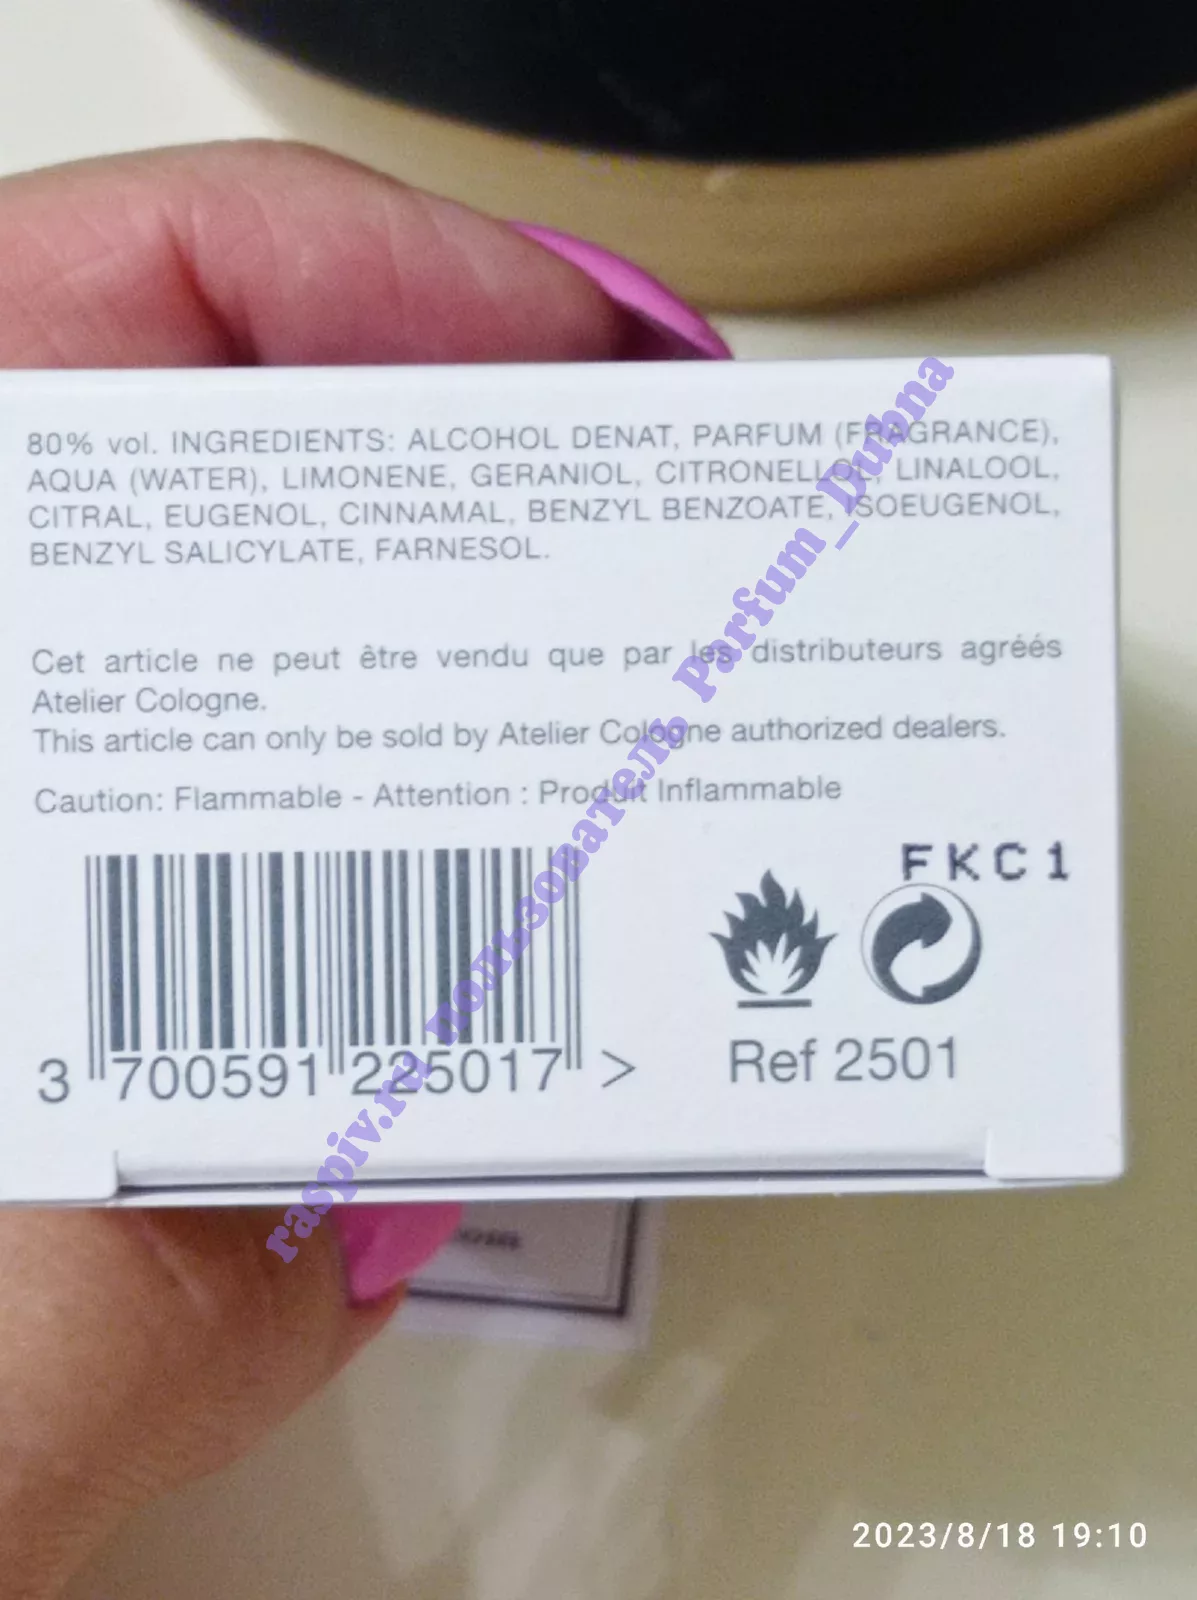 80% vol. INGREDIENTS: ALCOHOL DENAT, PARFUM (FRAGRANCE),
AQUA (WATER), LIMONENE, GERANIOL, CITRONELLOL, LINALOOL,
CITRAL, EUGENOL, CINNAMAL, BENZYL BENZOATE, ISOEUGENOL,
BENZYL SALICYLATE, FARNESOL.
Cet article ne peut être vendu que par les distributeurs agréés
Atelier Cologne.
This article can only be sold by Atelier Cologne authorized dealers.
Caution: Flammable - Attention : Produit Inflammable
FKC1
3 700591 225017 >
Ref 2501
raspiv.ru пользователь Parfum_Dubna
2023/8/18 19:10